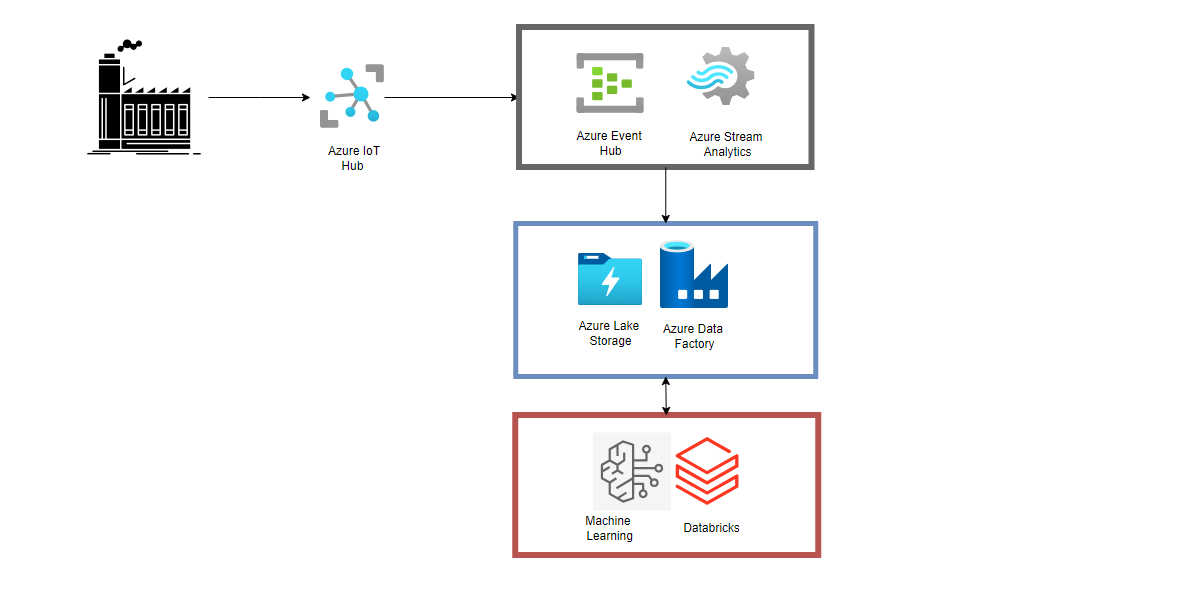 Azure IoT
Hub
Azure Event
Hub
Azure Stream
Analytics
Azure Lake
Storage
Azure Data
Factory
Machine
Learning
Databricks